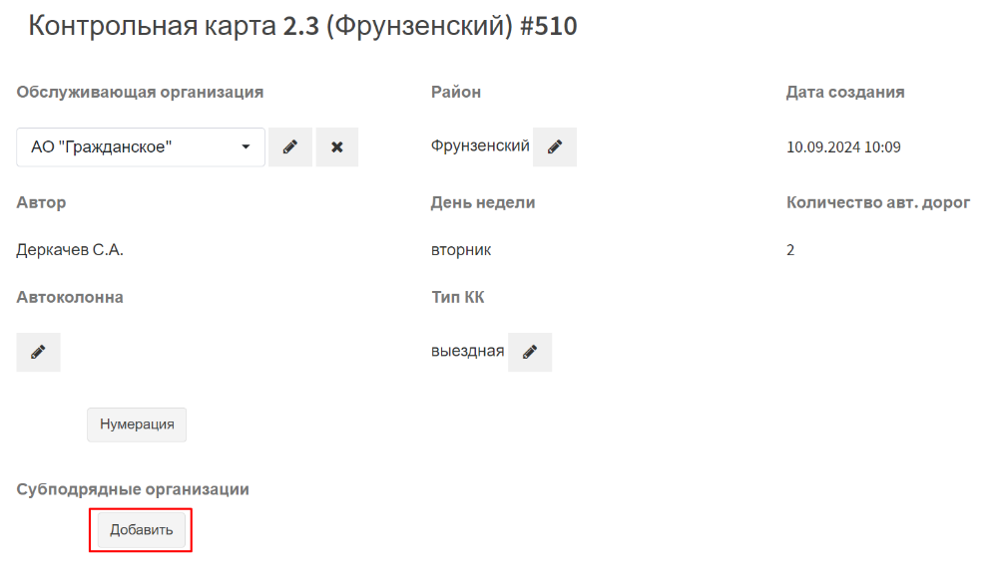 Контрольная карта 2.3 (Фрунзенский) #510
Обслуживающая организация Район Дата создания
АО "Гражданское" Фрунзенский 10.09.2024 10:09
Автор День недели Количество авт. дорог
Деркачев С.А. вторник 2
Автоколонна Тип КК
выездная
Нумерация
Субподрядные организации
Добавить